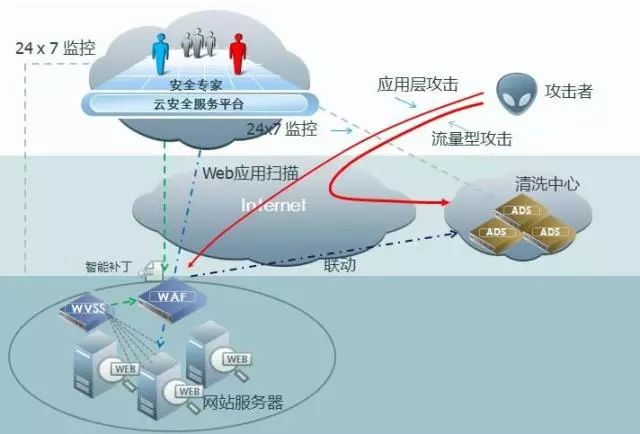 24 x 7 监控
安全专家
云安全服务平台
应用层攻击
攻击者
24x7 监控
流量型攻击
Web应用扫描
清洗中心
Internet
ADS
ADS
ADS
智能补丁
联动
WVSS
WAF
WEB
WEB
WEB
网站服务器